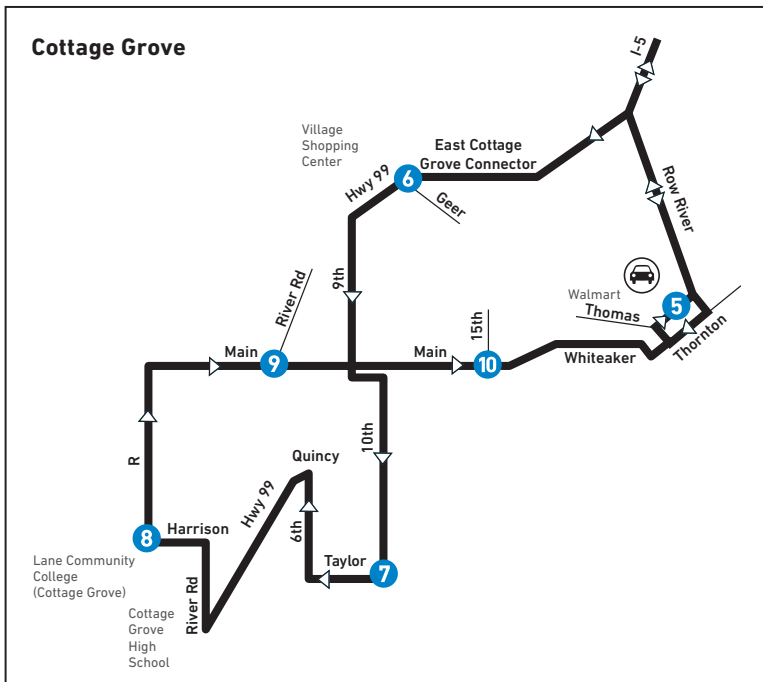 Cottage Grove
I-5
Village
Shopping
Center
East Cottage
Grove Connector
Hwy 99
6
Geer
Row River
9th
River Rd
Walmart
5
Thomas
15th
Thornton
Main
9
Main
10
Whiteaker
10th
R
Quincy
Hwy 99
6th
8
Harrison
Taylor
7
Lane Community
College
(Cottage Grove)
River Rd
Cottage
Grove
High
School